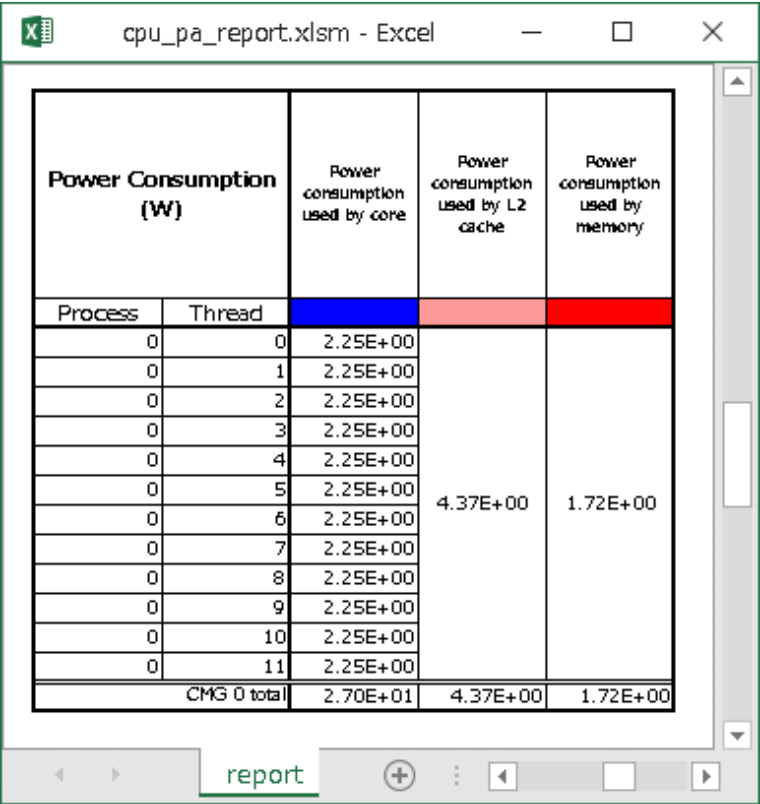 cpu_pa_report.xlsm - Excel
Power Consumption
(W)
Power
consumption
used by core
Power
consumption
used by L2
cache
Power
consumption
used by
memory
Process Thread
0 0 2.25E+00
0 1 2.25E+00
0 2 2.25E+00
0 3 2.25E+00
0 4 2.25E+00
0 5 2.25E+00
4.37E+00 1.72E+00
0 6 2.25E+00
0 7 2.25E+00
0 8 2.25E+00
0 9 2.25E+00
0 10 2.25E+00
0 11 2.25E+00
CMG 0 total 2.70E+01 4.37E+00 1.72E+00
report